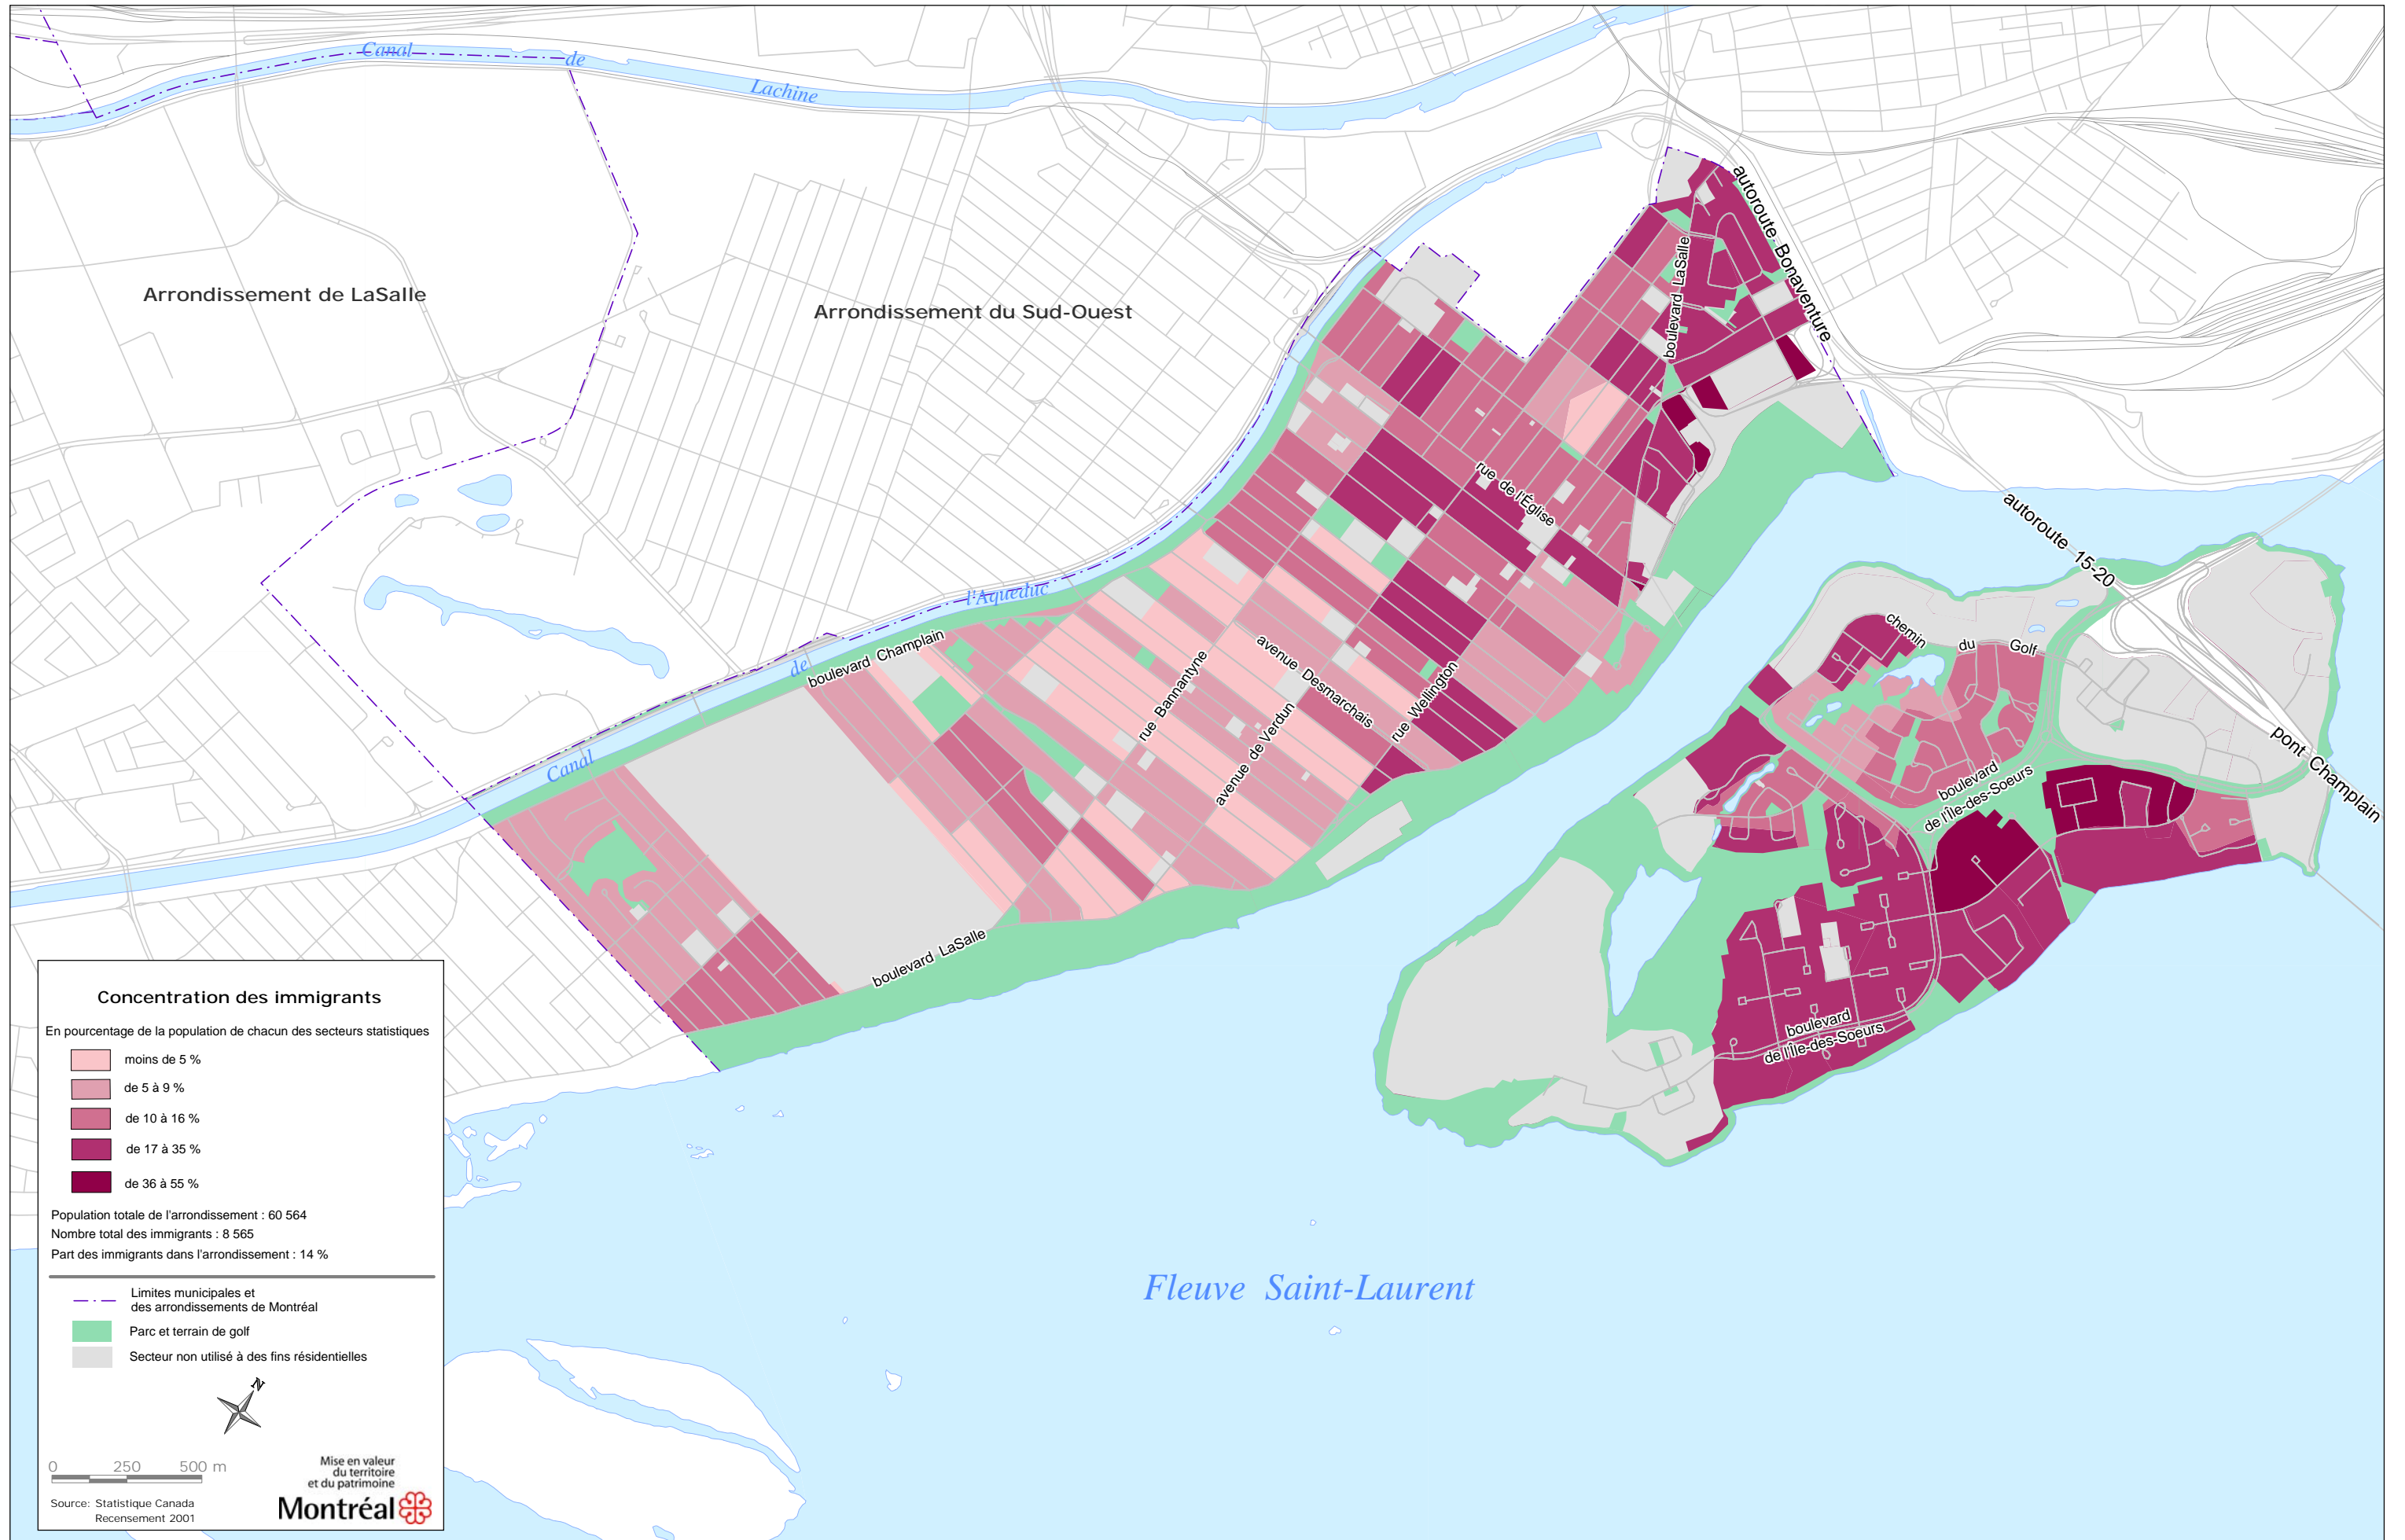 Canal
de
Lachine
Arrondissement de LaSalle
Arrondissement du Sud-Ouest
autoroute Bonaventure
boulevard LaSalle
rue de l'Église
autoroute 15-20
l'Aqueduc
de
Canal
boulevard Champlain
rue Bannantyne
avenue Desmarchais
avenue de Verdun
rue Wellington
chemin du Golf
boulevard
de l'Île-des-Soeurs
pont Champlain
boulevard LaSalle
boulevard
de l'Île-des-Soeurs
Fleuve Saint-Laurent
Concentration des immigrants
En pourcentage de la population de chacun des secteurs statistiques
moins de 5 %
de 5 à 9 %
de 10 à 16 %
de 17 à 35 %
de 36 à 55 %
Population totale de l'arrondissement : 60 564
Nombre total des immigrants : 8 565
Part des immigrants dans l'arrondissement : 14 %
Limites municipales et
des arrondissements de Montréal
Parc et terrain de golf
Secteur non utilisé à des fins résidentielles
N
0 250 500 m
Source: Statistique Canada
Recensement 2001
Mise en valeur
du territoire
et du patrimoine
Montréal